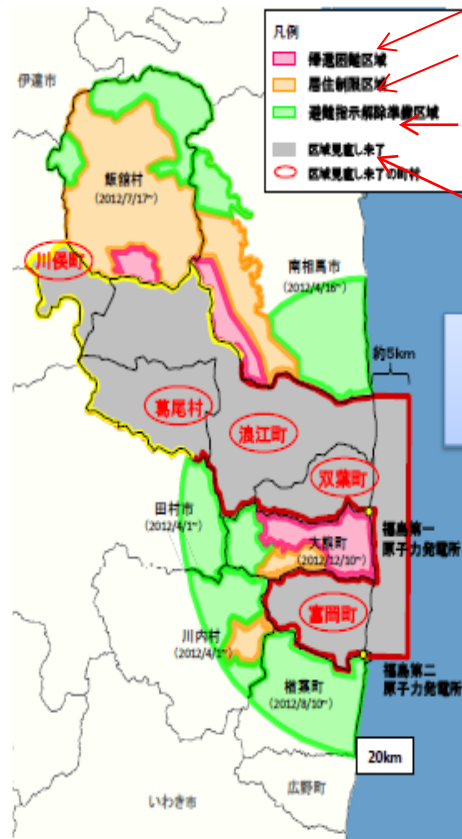 凡例
帰還困難区域
居住制限区域
避難指示解除準備区域
区域見直し未了
区域見直し未了の町村
伊達市
飯舘村
(2012/7/17~)
川俣町
南相馬市
(2012/4/16~)
約5km
葛尾村
浪江町
双葉町
田村市
(2012/4/1~)
福島第一
原子力発電所
大熊町
(2012/12/10~)
富岡町
川内村
(2012/4/1~)
福島第二
原子力発電所
楢葉町
(2012/8/10~)
20km
広野町
いわき市